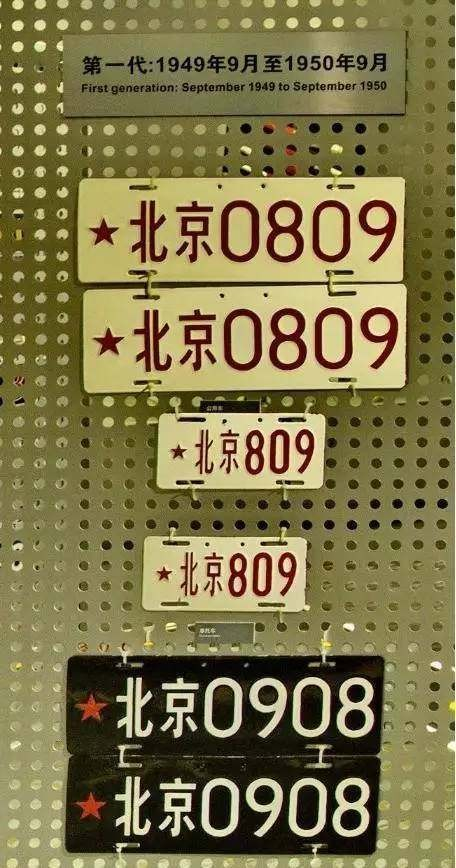 第一代:1949年9月至1950年9月
First generation: September 1949 to September 1950
★北京0809
★北京0809
★北京809
★北京809
摩托车
★北京0908
★北京0908